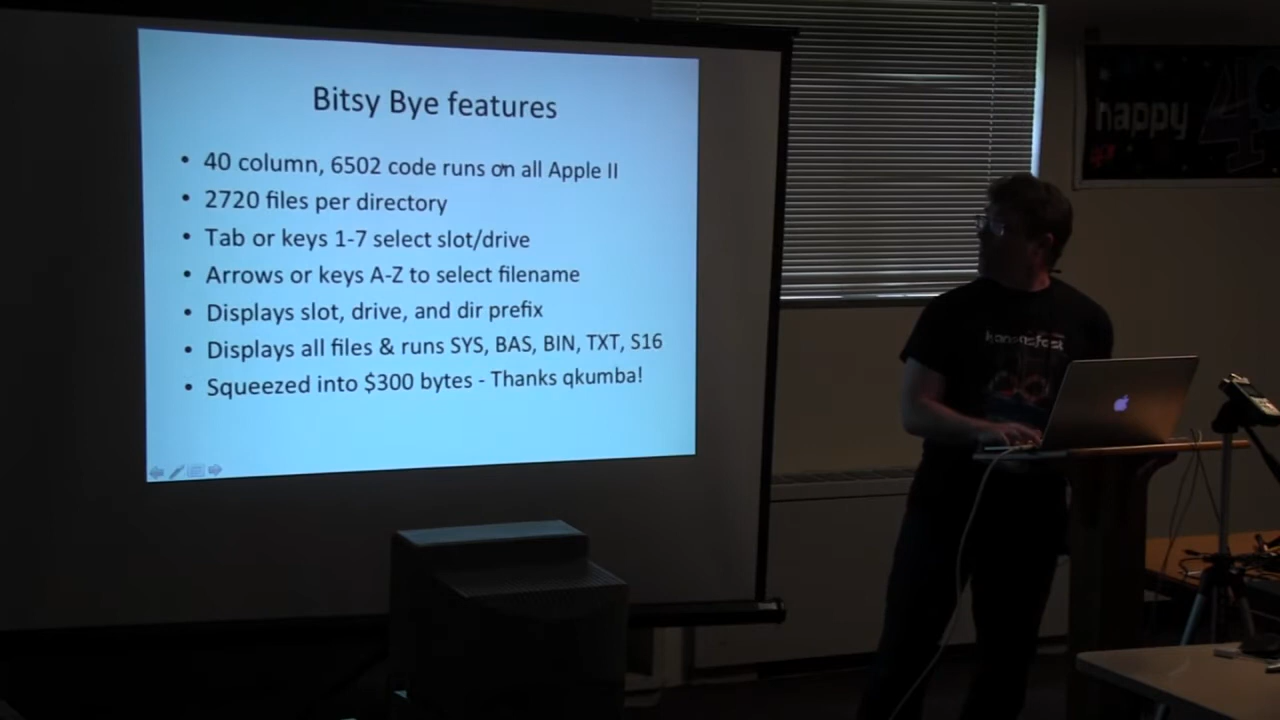 Bitsy Bye features
• 40 column, 6502 code runs on all Apple II
• 2720 files per directory
• Tab or keys 1-7 select slot/drive
• Arrows or keys A-Z to select filename
• Displays slot, drive, and dir prefix
• Displays all files & runs SYS, BAS, BIN, TXT, S16
• Squeezed into $300 bytes - Thanks qkumba!
happy